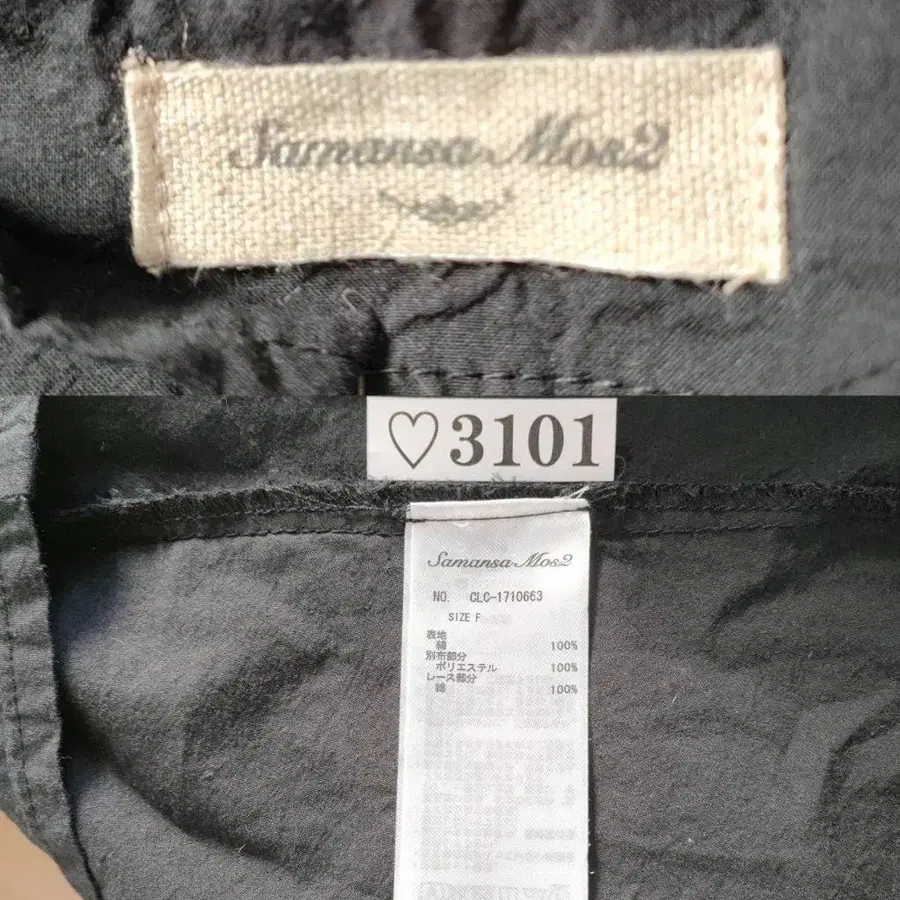 Samansa Mos2
♡3101
Samansa Mos2
NO. CLC-1710663
SIZE F
表地
綿 100%
別布部分
ポリエステル 100%
レース部分
綿 100%